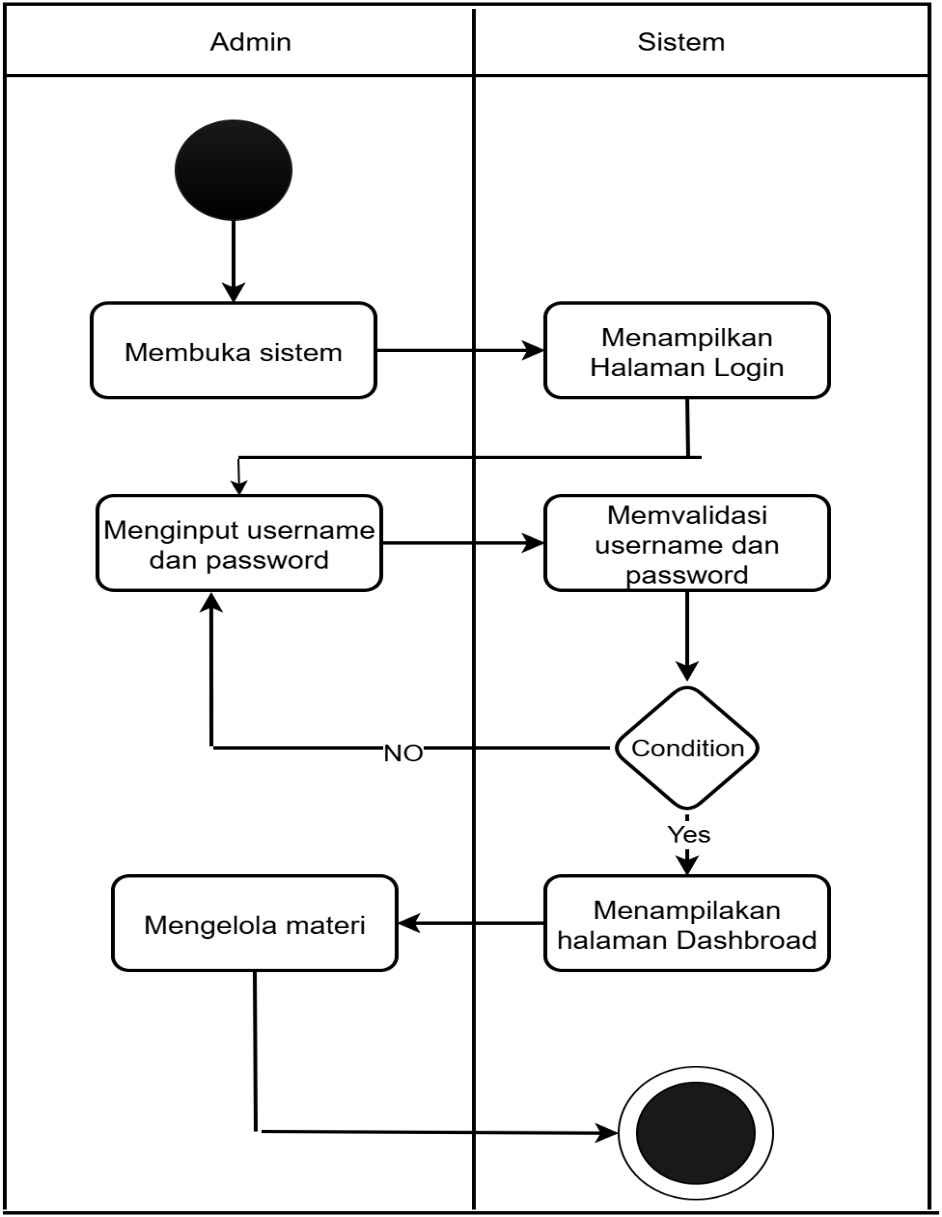 Admin
Sistem
Membuka sistem
Menampilkan
Halaman Login
Menginput username
dan password
Memvalidasi
username dan
password
Condition
NO
Yes
Menampilakan
halaman Dashbroad
Mengelola materi